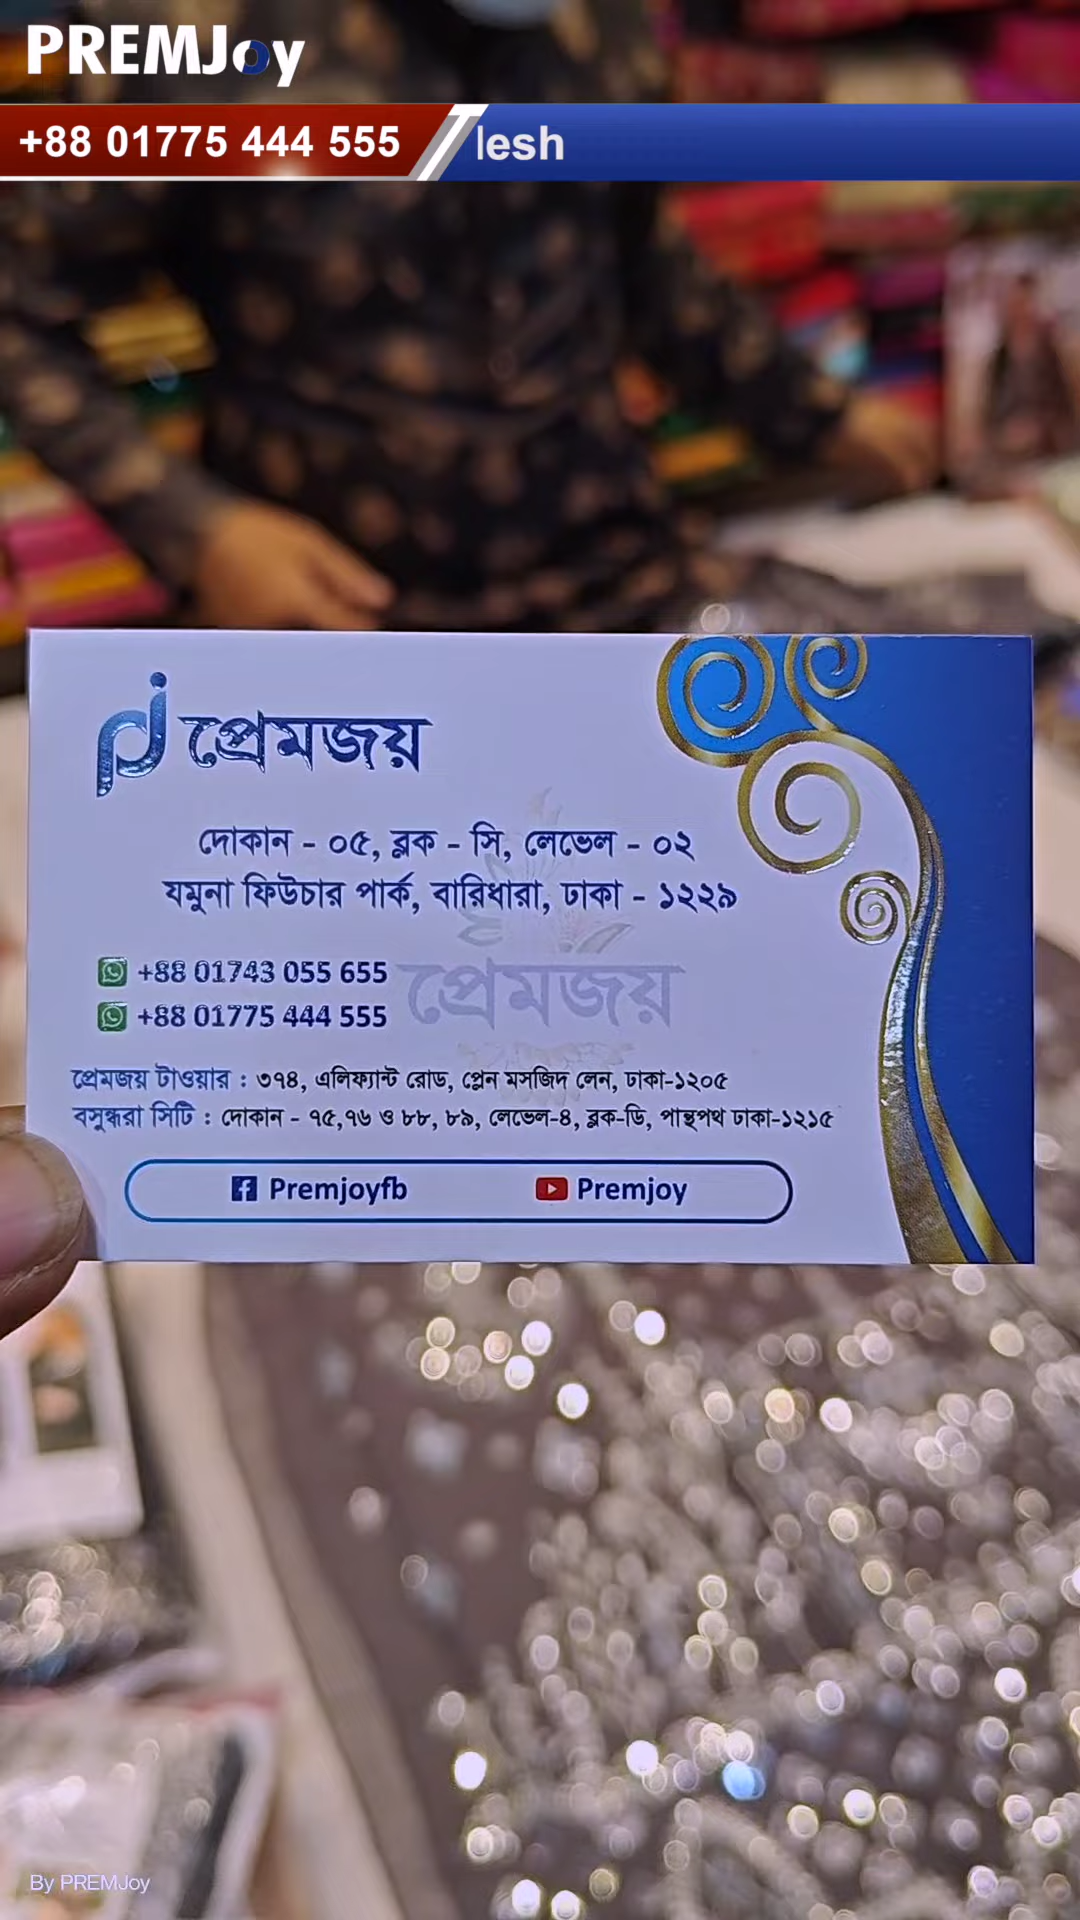 PREMJoy
+88 01775 444 555
lesh
প্রেমজয়
দোকান - ০৫, ব্লক - সি, লেভেল - ০২
যমুনা ফিউচার পার্ক, বারিধারা, ঢাকা - ১২২৯
+88 01743 055 655
প্রেমজয়
+88 01775 444 555
প্রেমজয় টাওয়ার : ৩৭৪, এলিফ্যান্ট রোড, প্লেন মসজিদ লেন, ঢাকা-১২০৫
বসুন্ধরা সিটি : দোকান - ৭৫,৭৬ ও ৮৮, ৮৯, লেভেল-৪, ব্লক-ডি, পান্থপথ ঢাকা-১২১৫
Premjoyfb Premjoy
By PREMJoy